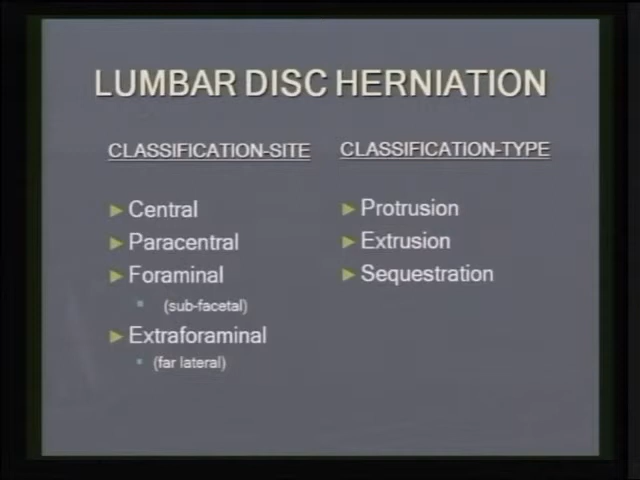 LUMBAR DISC HERNIATION
CLASSIFICATION-SITE
Central
Paracentral
Foraminal
(sub-facetal)
Extraforaminal
(far lateral)
CLASSIFICATION-TYPE
Protrusion
Extrusion
Sequestration